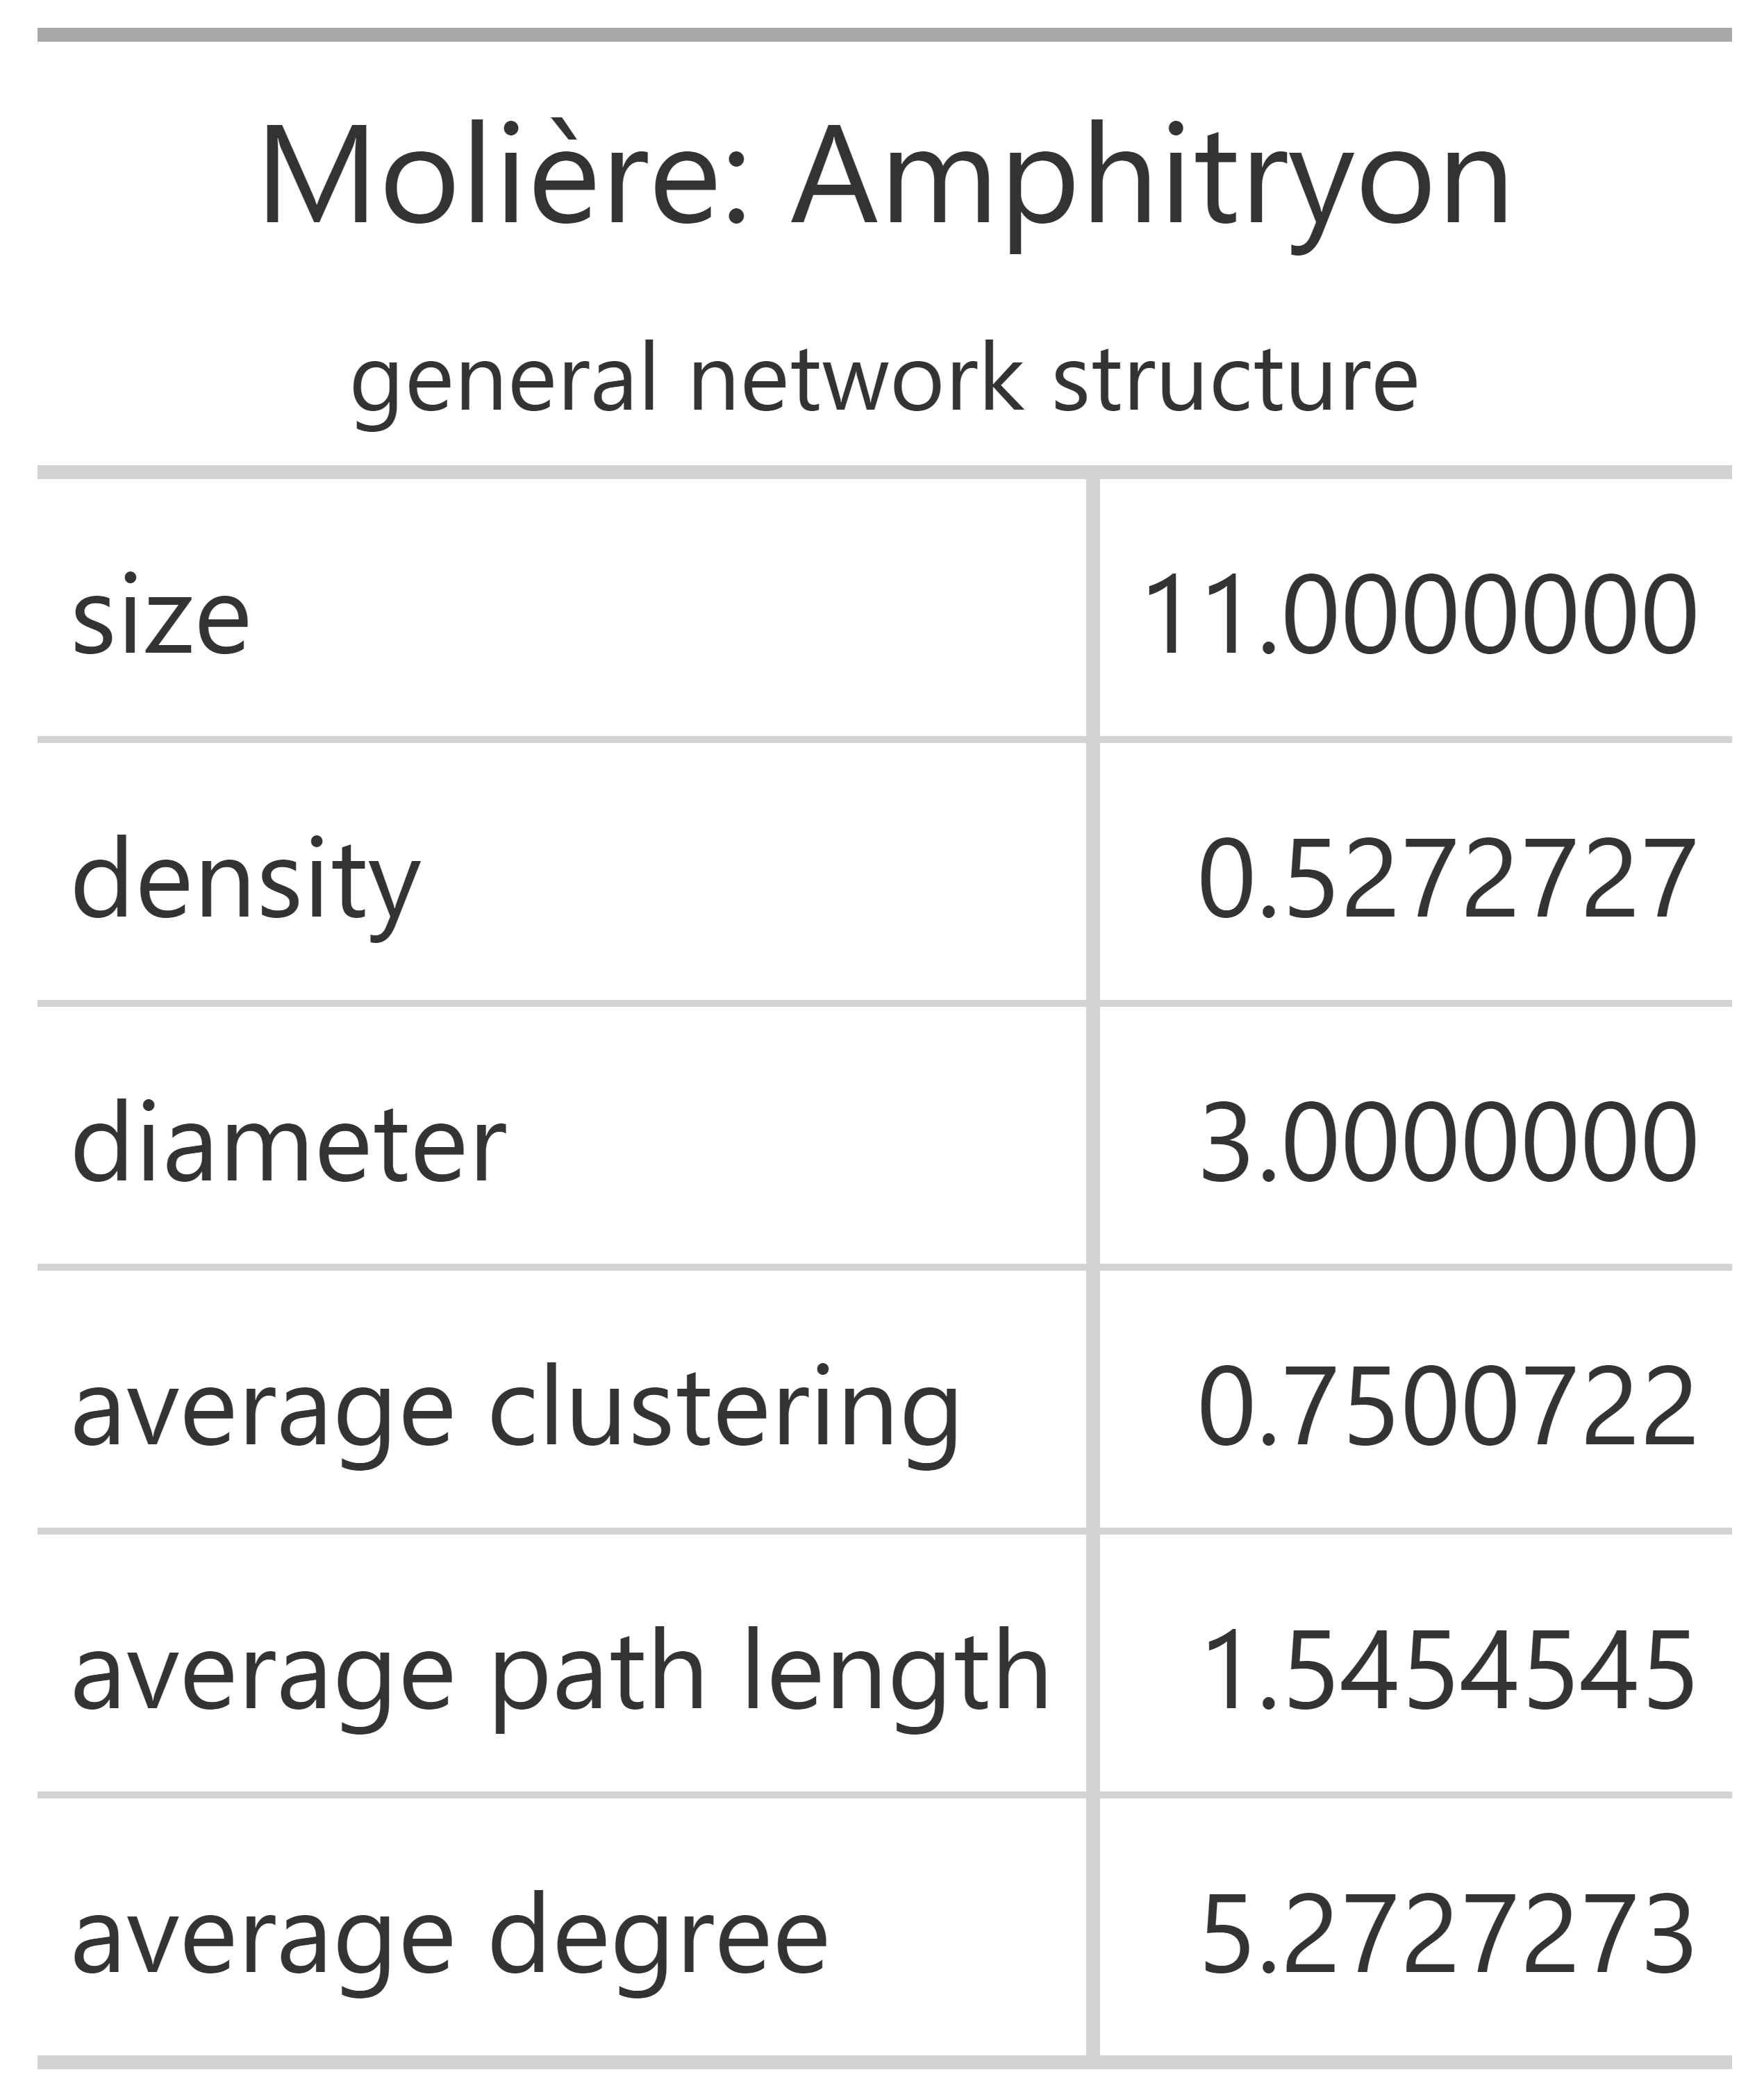 Molière: Amphitryon
general network structure
size 11.0000000
density 0.5272727
diameter 3.0000000
average clustering 0.7500722
average path length 1.5454545
average degree 5.2727273